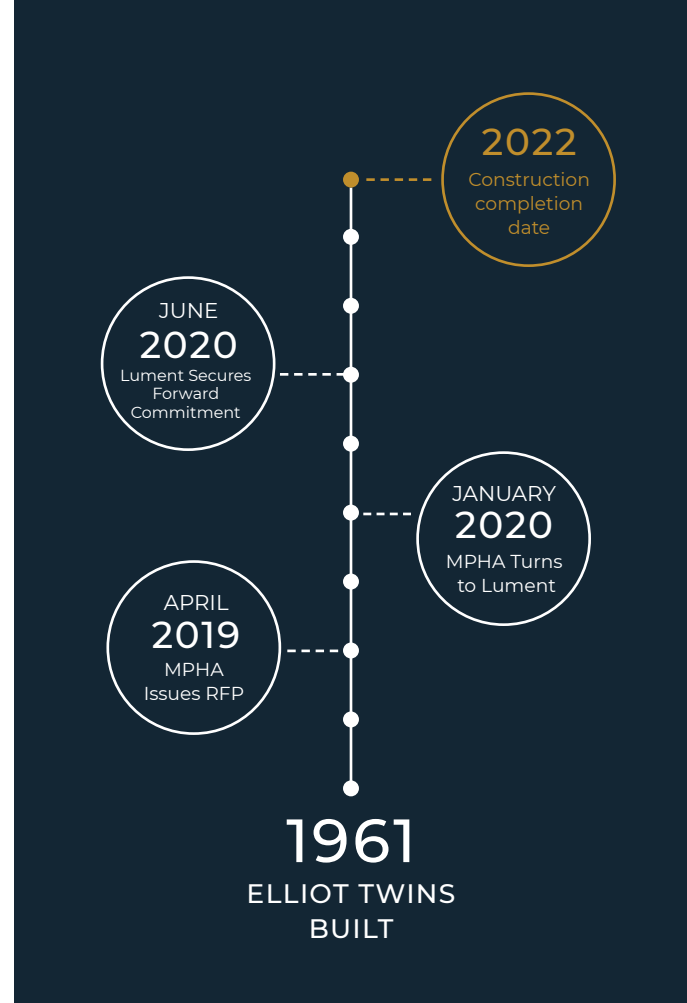 2022
Construction
completion
date
JUNE
2020
Lument Secures
Forward
Commitment
JANUARY
2020
MPHA Turns
to Lument
APRIL
2019
MPHA
Issues RFP
1961
ELLIOT TWINS
BUILT